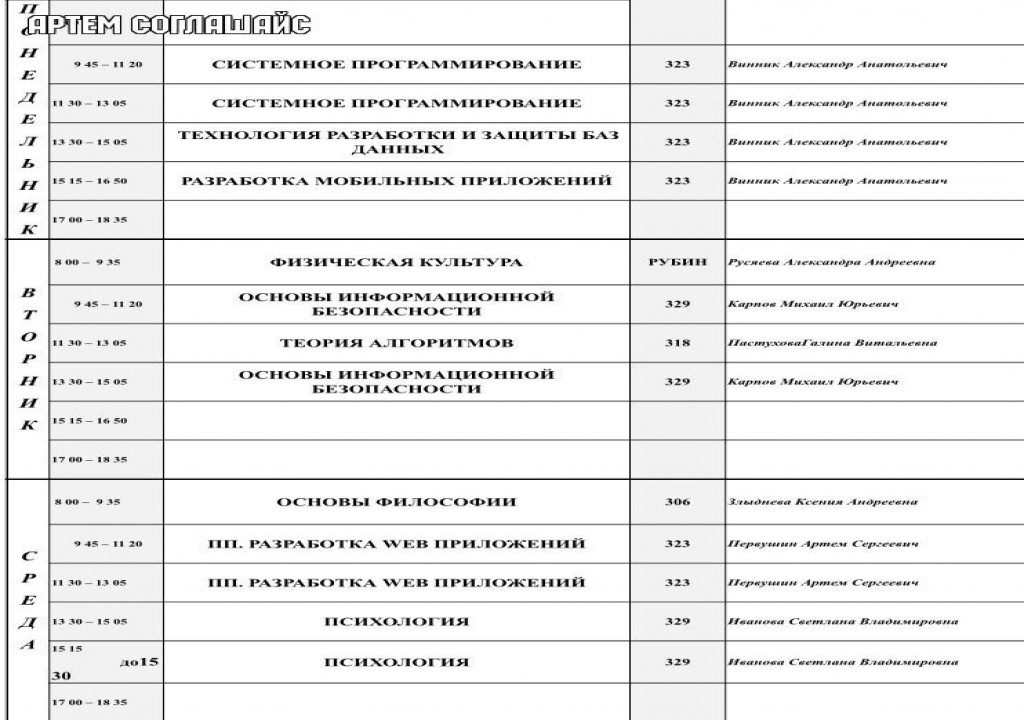 ПОНЕДЕЛЬНИК
АРТЕМ СОГЛАШАЙС
9 45 – 11 20 СИСТЕМНОЕ ПРОГРАММИРОВАНИЕ 323 Винник Александр Анатольевич
11 30 – 13 05 СИСТЕМНОЕ ПРОГРАММИРОВАНИЕ 323 Винник Александр Анатольевич
13 30 – 15 05 ТЕХНОЛОГИЯ РАЗРАБОТКИ И ЗАЩИТЫ БАЗ 323 Винник Александр Анатольевич
ДАННЫХ
15 15 – 16 50 РАЗРАБОТКА МОБИЛЬНЫХ ПРИЛОЖЕНИЙ 323 Винник Александр Анатольевич
17 00 – 18 35
ВТОРНИК
8 00 – 9 35 ФИЗИЧЕСКАЯ КУЛЬТУРА РУБИН Русяева Александра Андреевна
9 45 – 11 20 ОСНОВЫ ИНФОРМАЦИОННОЙ 329 Карпов Михаил Юрьевич
БЕЗОПАСНОСТИ
11 30 – 13 05 ТЕОРИЯ АЛГОРИТМОВ 318 ПастуховаГалина Витальевна
13 30 – 15 05 ОСНОВЫ ИНФОРМАЦИОННОЙ 329 Карпов Михаил Юрьевич
БЕЗОПАСНОСТИ
15 15 – 16 50
17 00 – 18 35
СРЕДА
8 00 – 9 35 ОСНОВЫ ФИЛОСОФИИ 306 Злыднева Ксения Андреевна
9 45 – 11 20 ПП. РАЗРАБОТКА WEB ПРИЛОЖЕНИЙ 323 Первушин Артем Сергеевич
11 30 – 13 05 ПП. РАЗРАБОТКА WEB ПРИЛОЖЕНИЙ 323 Первушин Артем Сергеевич
13 30 – 15 05 ПСИХОЛОГИЯ 329 Иванова Светлана Владимировна
15 15
до15 ПСИХОЛОГИЯ 329 Иванова Светлана Владимировна
30
17 00 – 18 35